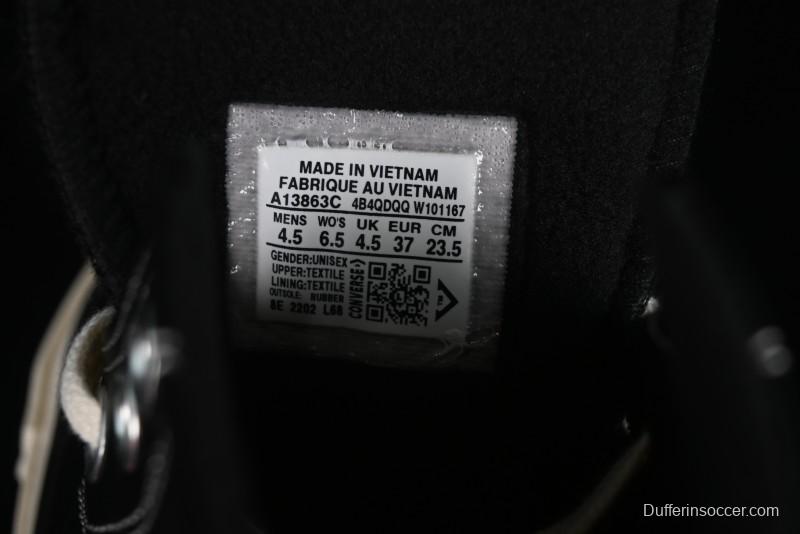 MADE IN VIETNAM
FABRIQUE AU VIETNAM
A13863C 4B4QDQQ W101167
MENS WO'S UK EUR CM
4.5 6.5 4.5 37 23.5
GENDER:UNISEX
UPPER:TEXTILE
LINING:TEXTILE
OUTSOLE: RUBBER
8E 2202 L68
CONVERSE
Dufferinsoccer.com